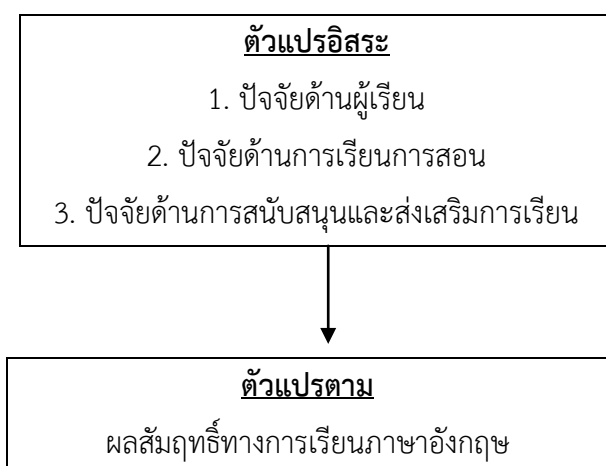 ตัวแปรอิสระ
1. ปัจจัยด้านผู้เรียน
2. ปัจจัยด้านการเรียนการสอน
3. ปัจจัยด้านการสนับสนุนและส่งเสริมการเรียน
ตัวแปรตาม
ผลสัมฤทธิ์ทางการเรียนภาษาอังกฤษ